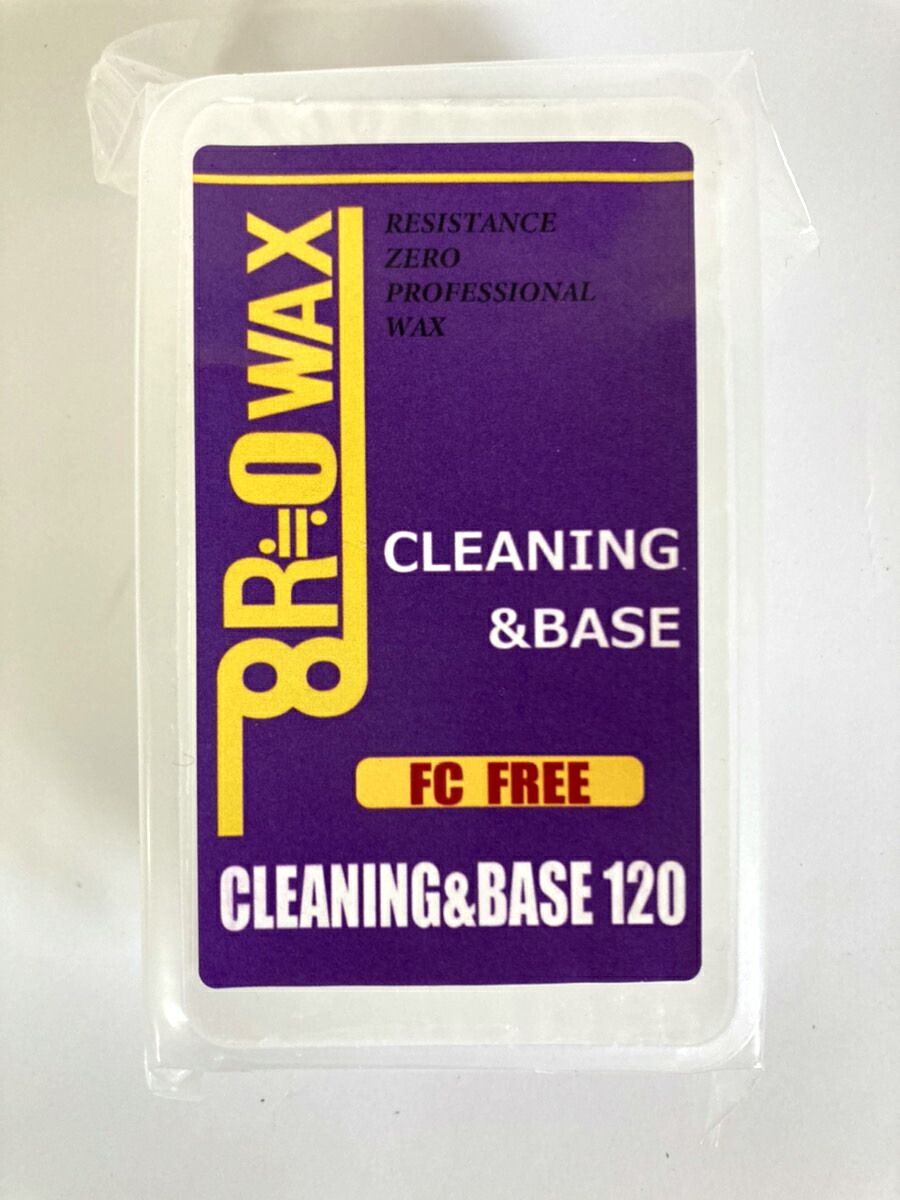 8R≒0 WAX
RESISTANCE
ZERO
PROFESSIONAL
WAX
CLEANING
&BASE
FC FREE
CLEANING&BASE 120